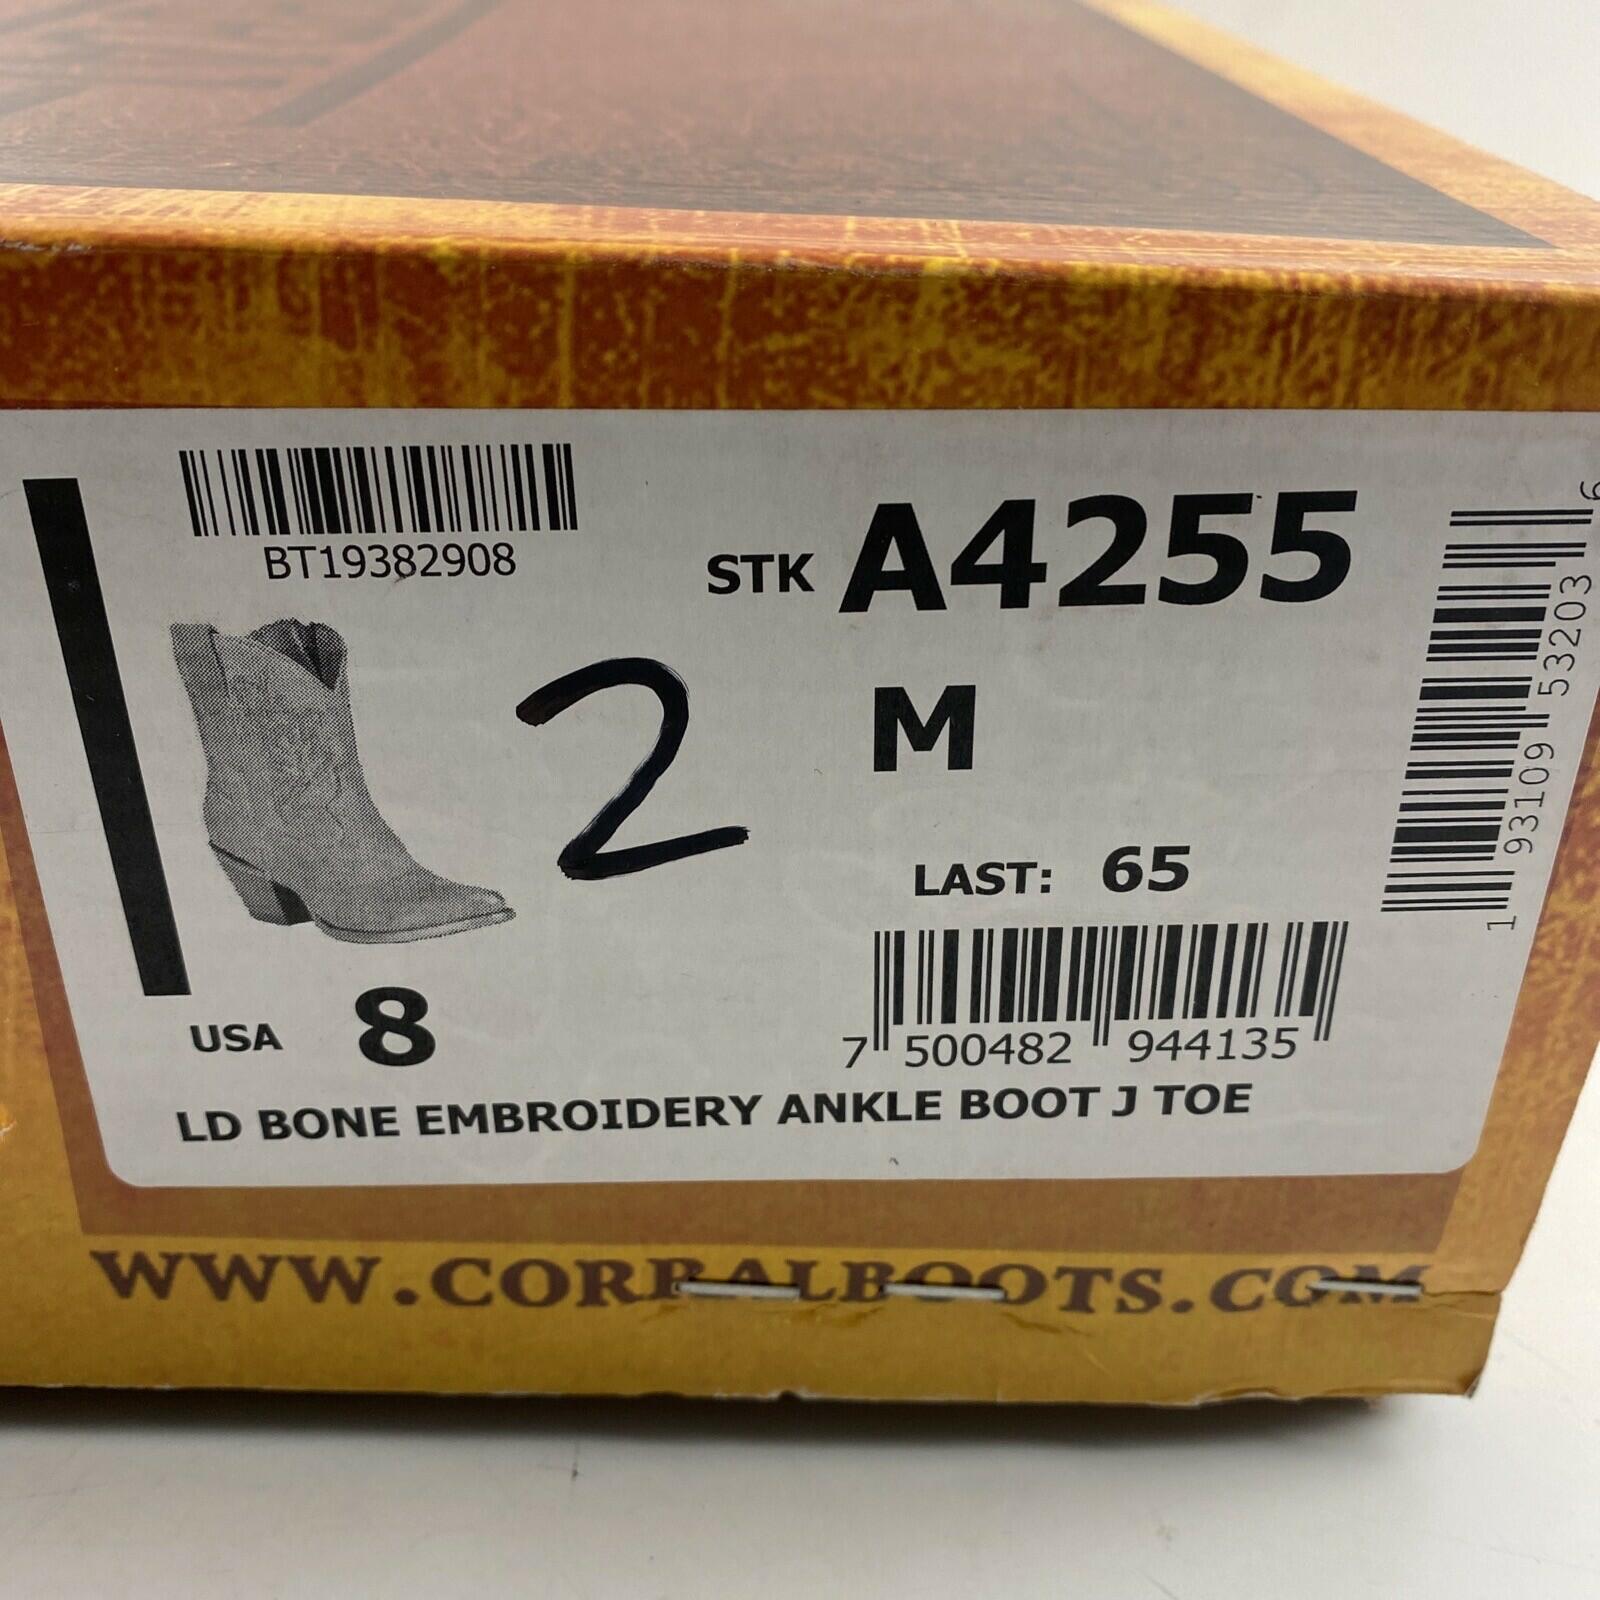 BT19382908
STK A4255
2
M
LAST: 65
1 93109 53203 6
7 500482 944135
USA 8
LD BONE EMBROIDERY ANKLE BOOT J TOE
WWW.CORRALBOOTS.COM